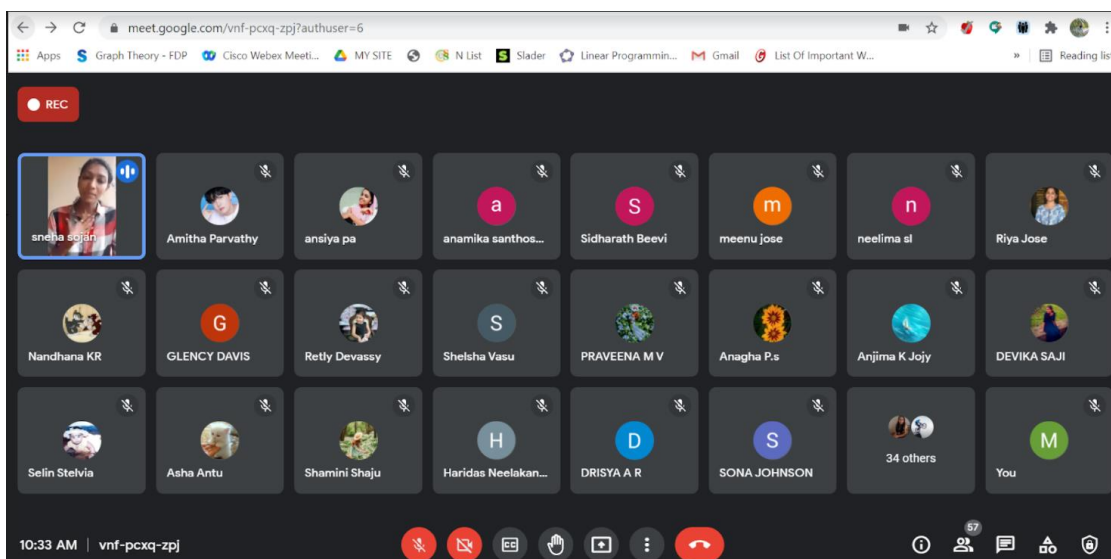 meet.google.com/vnf-pcxq-zpj?authuser=6
Apps S Graph Theory - FDP Cisco Webex Meeti... MY SITE N List S Slader Linear Programmin... Gmail List Of Important W... » Reading lis
REC
sneha sojan Amitha Parvathy ansiya pa a anamika santhos... S Sidharath Beevi m meenu jose n neelima sl Riya Jose
Nandhana KR G GLENCY DAVIS Retly Devassy S Shelsha Vasu PRAVEENA M V Anagha P.s Anjima K Jojy DEVIKA SAJI
Selin Stelvia Asha Antu Shamini Shaju H Haridas Neelakan... D DRISYA A R S SONA JOHNSON 34 others M You
57
10:33 AM | vnf-pcxq-zpj CC